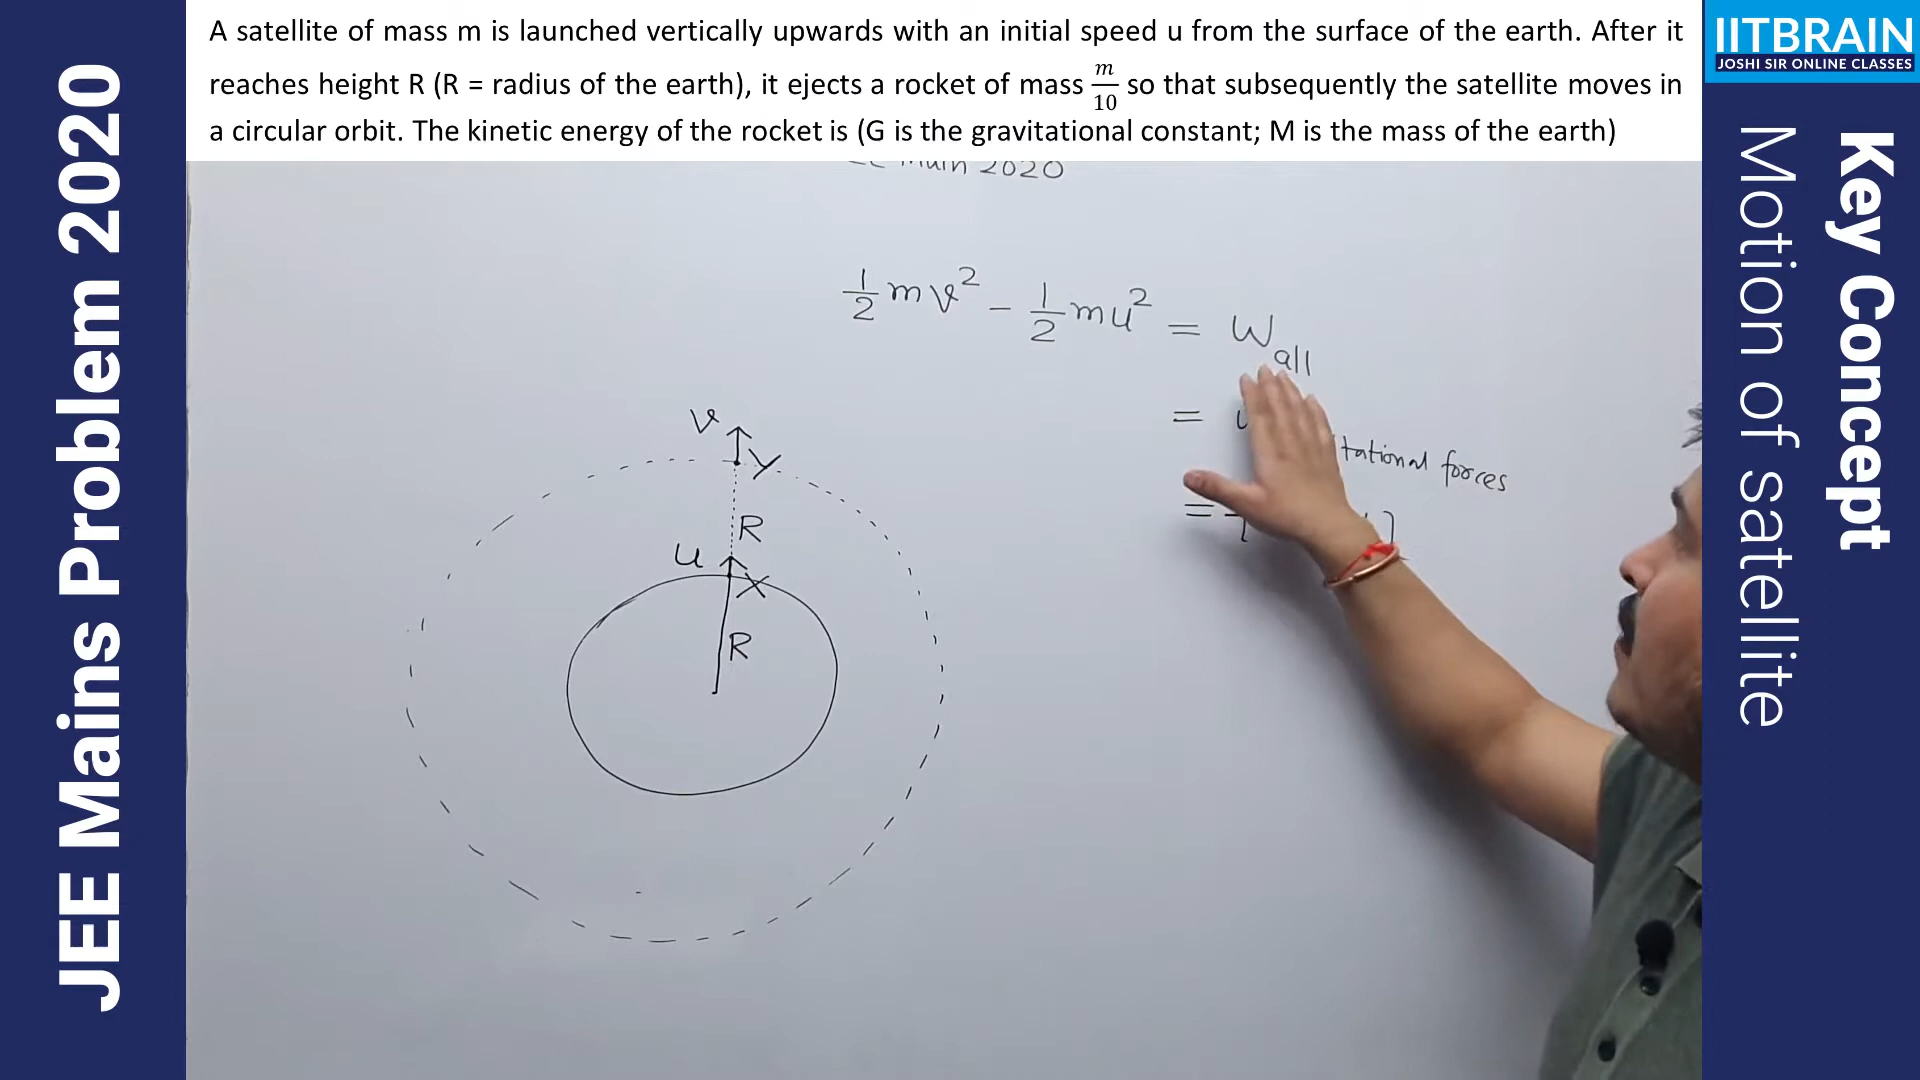 A satellite of mass m is launched vertically upwards with an initial speed u from the surface of the earth. After it
reaches height R (R = radius of the earth), it ejects a rocket of mass m/10 so that subsequently the satellite moves in
a circular orbit. The kinetic energy of the rocket is (G is the gravitational constant; M is the mass of the earth)
IITBRAIN
JOSHI SIR ONLINE CLASSES
JEE Mains Problem 2020
Key Concept
Motion of satellite
Main 2020
1/2 mv² - 1/2 mu² = W all
=
tational forces
=
v
Y
R
u
X
R